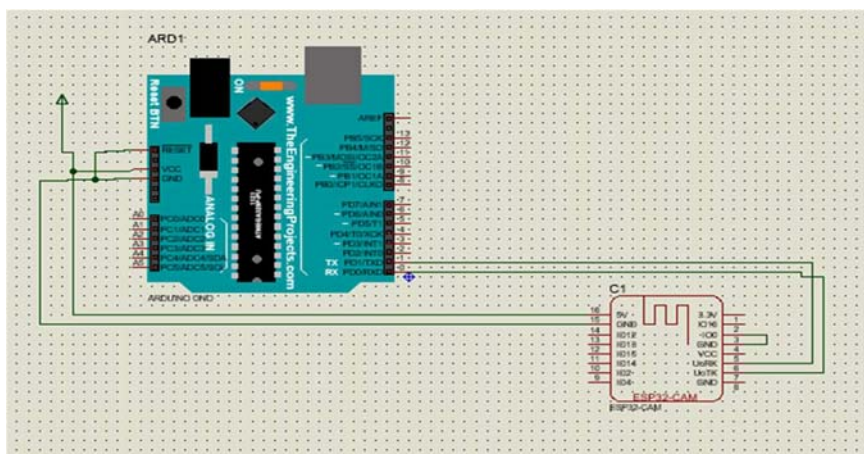 ARD1
Reset BTN
ON
www.TheEngineeringProjects.com
AREF
RESET
VCC
GND
13
PB5/SCK
12
PB4/MISO
11
10
9
PB1/OC1A
8
PB0/ICP1/CLKO
ANALOG IN
A0
PC0/ADC0
A1
PC1/ADC1
A2
PC2/ADC2
A3
PC3/ADC3
A4
PC4/ADC4/SDA
A5
PC5/ADC5/SCL
7
PD7/AIN1
6
PD6/AIN0
5
PD5/T1
4
PD4/T0/XCK
3
PD3/INT1
2
PD2/INT0
TX
PD1/TXD
1
RX
PD0/RXD
0
ARDUINO UNO
C1
16
5V
3.3V
1
15
GND
IO16
2
14
IO12
IO0
3
13
IO13
GND
4
12
IO15
VCC
5
11
IO14
UoRX
6
10
IO2
UoTX
7
9
IO4
GND
8
ESP32-CAM
ESP32-CAM